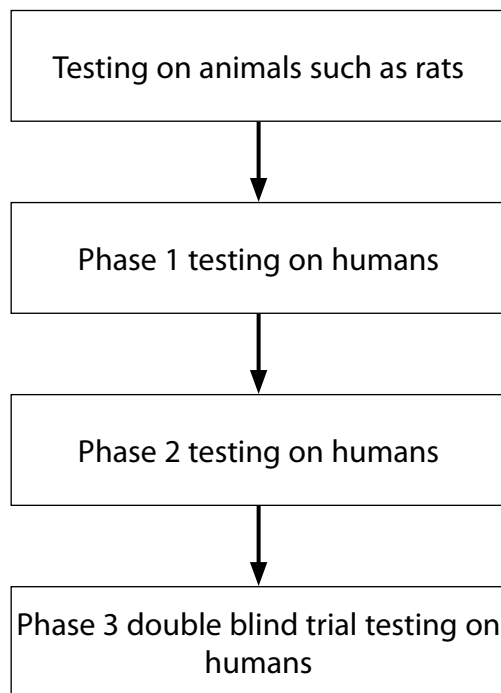 Testing on animals such as rats
Phase 1 testing on humans
Phase 2 testing on humans
Phase 3 double blind trial testing on
humans